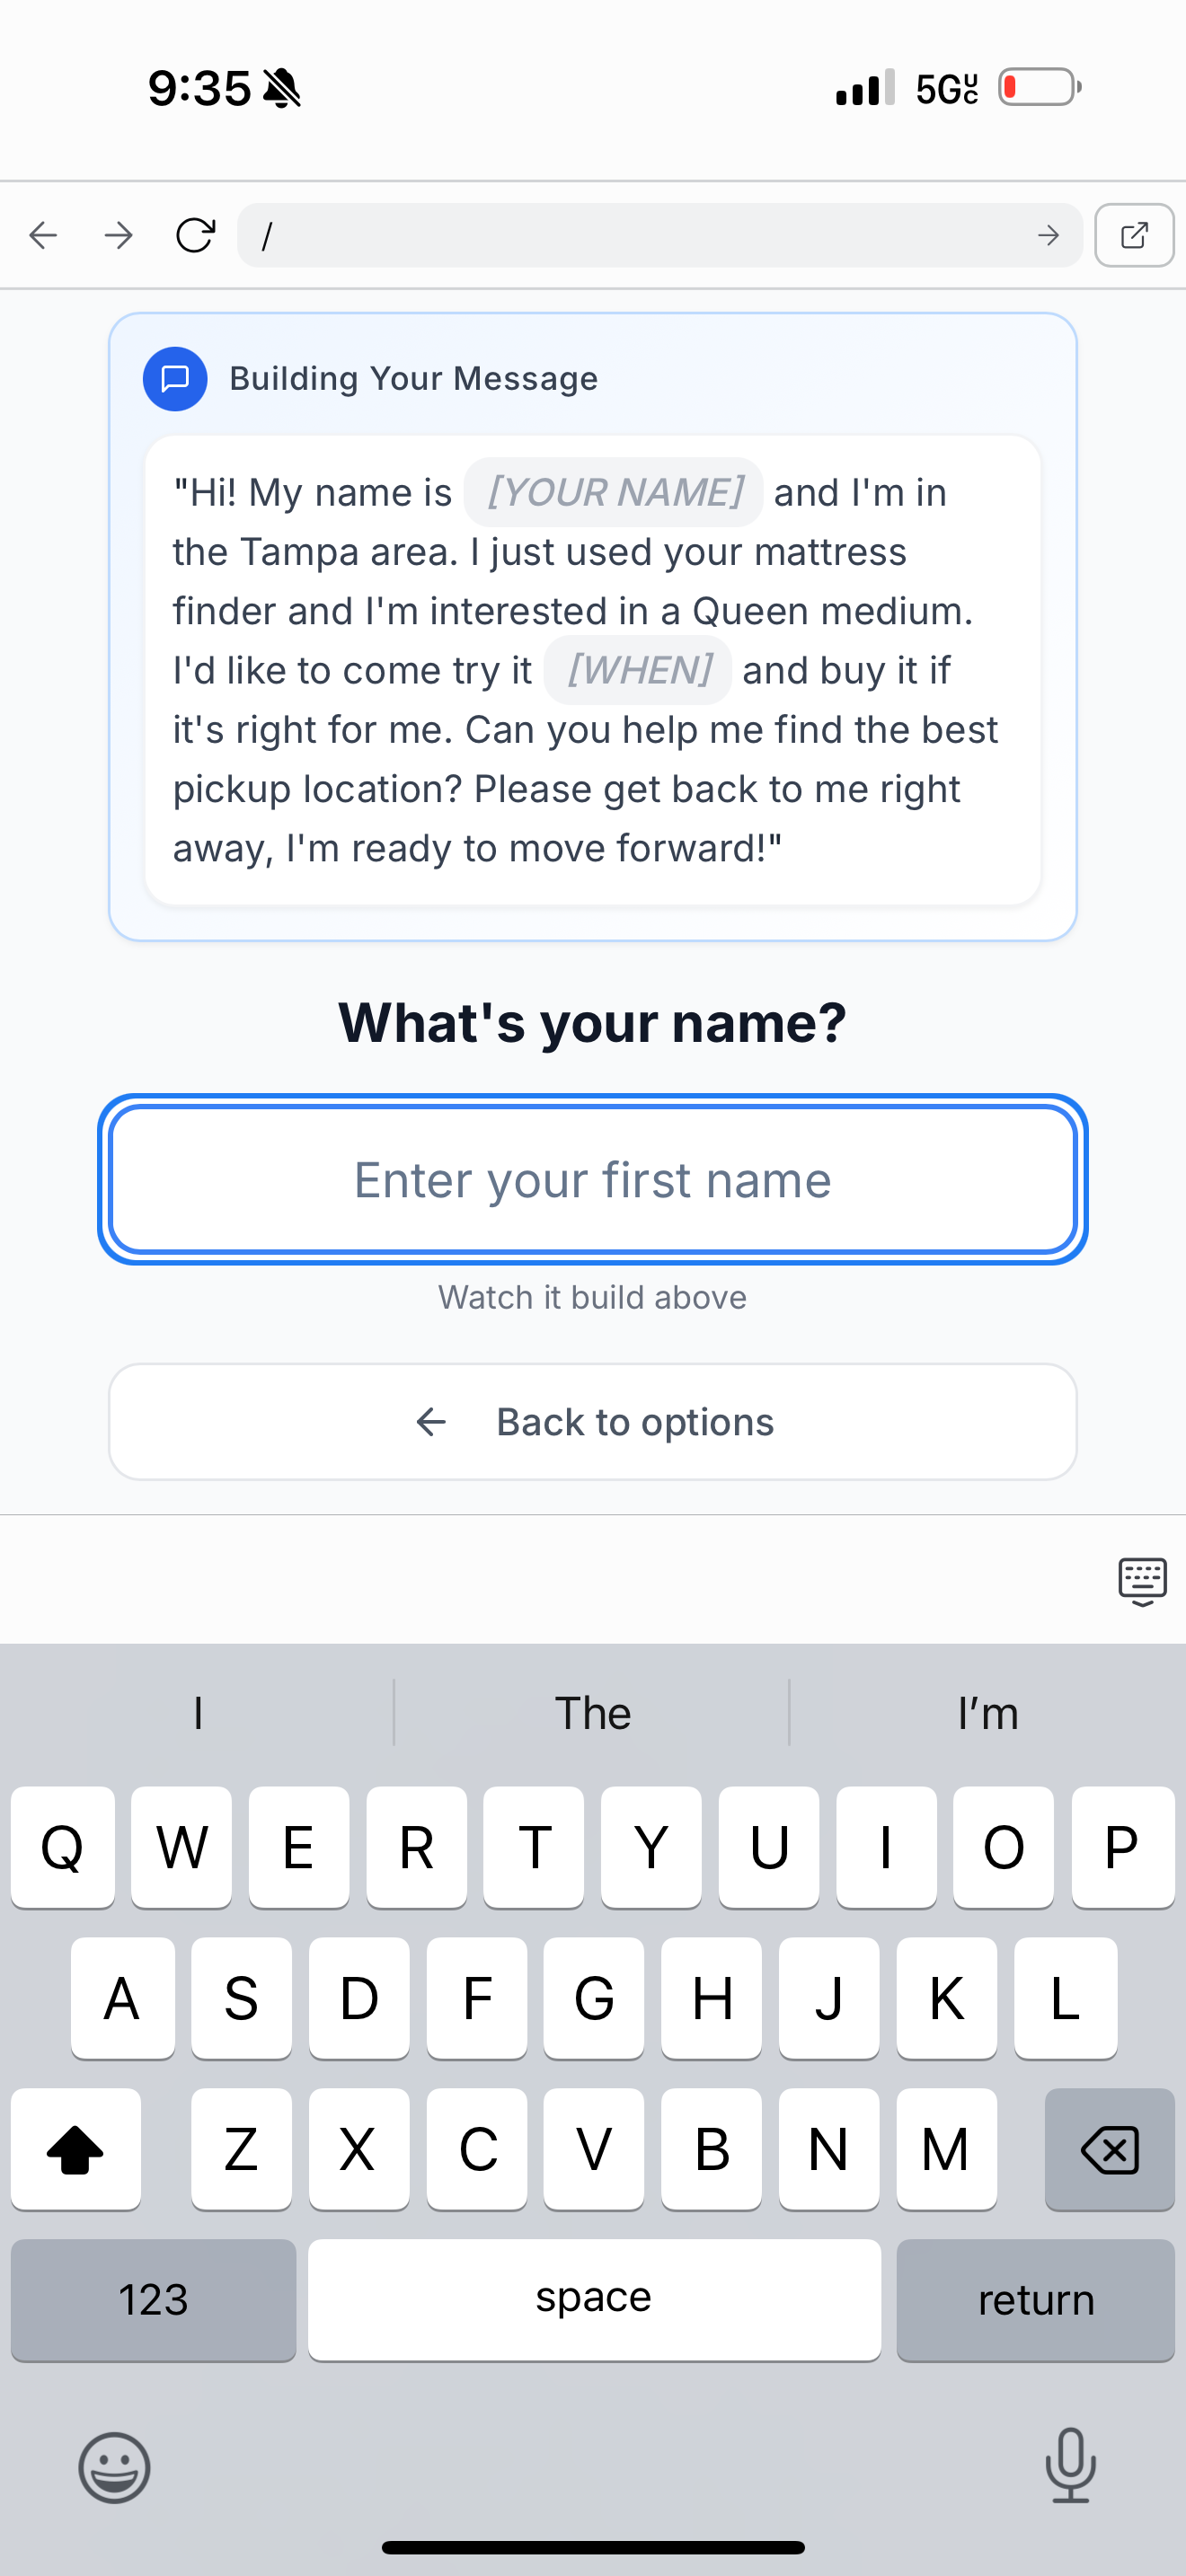 9:35
5G UC
/
Building Your Message
"Hi! My name is [YOUR NAME] and I'm in
the Tampa area. I just used your mattress
finder and I'm interested in a Queen medium.
I'd like to come try it [WHEN] and buy it if
it's right for me. Can you help me find the best
pickup location? Please get back to me right
away, I'm ready to move forward!"
What's your name?
Enter your first name
Watch it build above
Back to options
I The I’m
Q W E R T Y U I O P
A S D F G H J K L
Z X C V B N M
123 space return